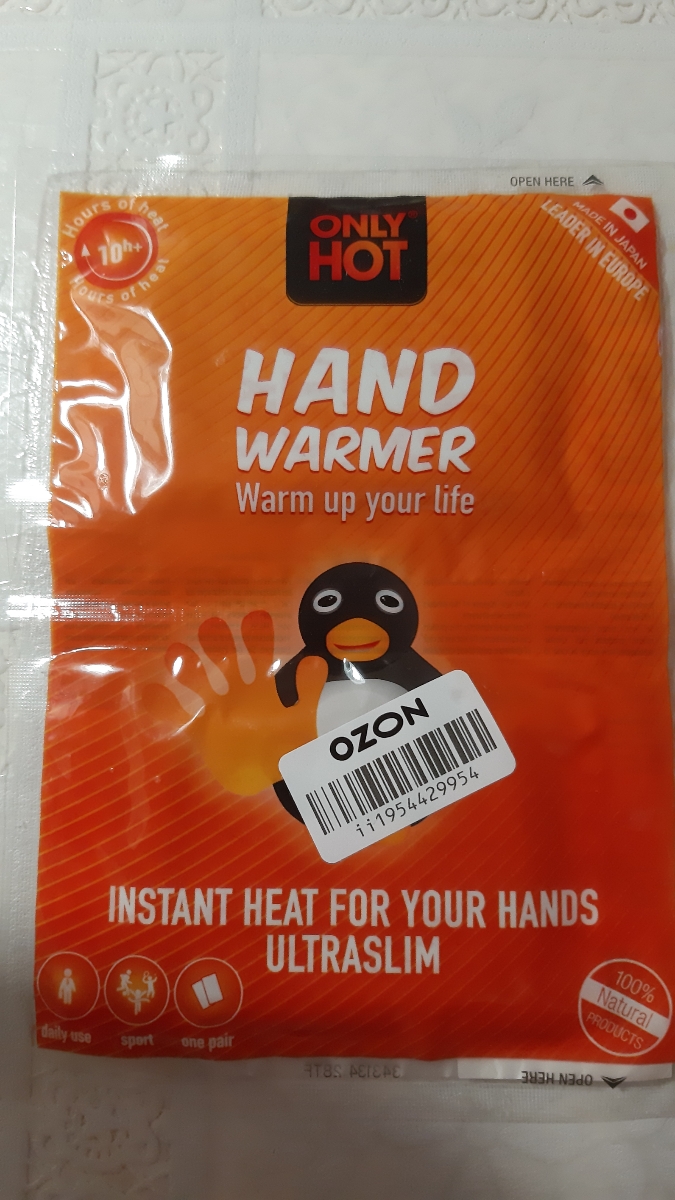 OPEN HERE
Hours of heat
10h+
Hours of heat
ONLY™
HOT
MADE IN JAPAN
LEADER IN EUROPE
HAND
WARMER
Warm up your life
OZON
ii1954429954
INSTANT HEAT FOR YOUR HANDS
ULTRASLIM
daily use
sport
one pair
100%
Natural
PRODUCTS
OPEN HERE